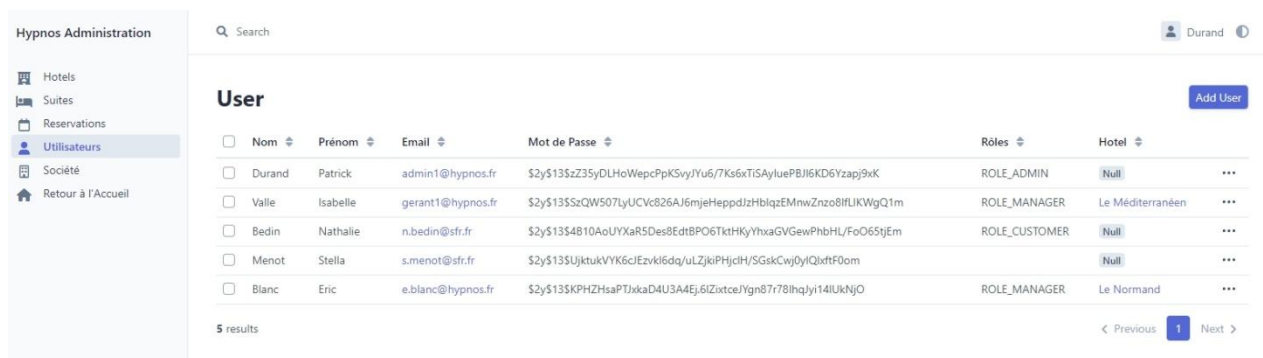 Hypnos Administration
Search
Durand
Hotels
Suites
Reservations
Utilisateurs
Société
Retour à l'Accueil
User
Add User
Nom Prénom Email Mot de Passe Rôles Hotel
Durand Patrick admin1@hypnos.fr ROLE_ADMIN Null
Valle Isabelle gerant1@hypnos.fr ROLE_MANAGER Le Méditerranéen
Bedin Nathalie n.bedin@sfr.fr ROLE_CUSTOMER Null
Menot Stella s.menot@sfr.fr Null
Blanc Eric e.blanc@hypnos.fr ROLE_MANAGER Le Normand
5 results
Previous 1 Next